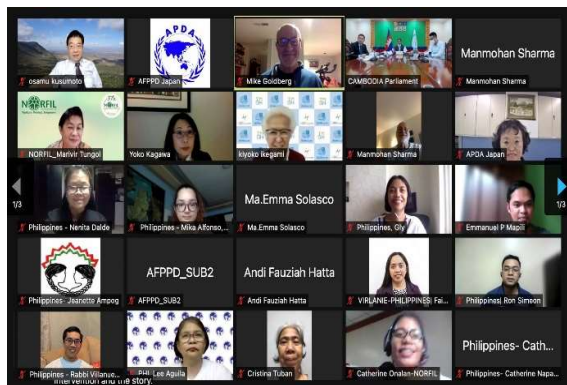 osamu kusumoto
APDA
AFPPD Japan
Mike Goldberg
CAMBODIA Parliament
Manmohan Sharma
Manmohan Sharma
NORFIL
NORFIL_Marivir Tungol
Yoko Kagawa
kiyoko ikegami
Manmohan Sharma
APDA Japan
1/3
1/3
Philippines - Nenita Dalde
Philippines - Mika Alfonso,...
Ma.Emma Solasco
Ma.Emma Solasco
Philippines, Gly
Emmanuel P Mapili
Philippines- Jeanette Ampog
AFPPD_SUB2
AFPPD_SUB2
Andi Fauziah Hatta
Andi Fauziah Hatta
VIRLANIE-PHILIPPINES| Fai...
Philippines| Ron Simeon
Philippines - Rabbi Villanue...
PHI_Lee Aguila
Cristina Tuban
Catherine Onalan-NORFIL
Philippines- Cath...
Philippines- Catherine Napa...
intervention and the story.